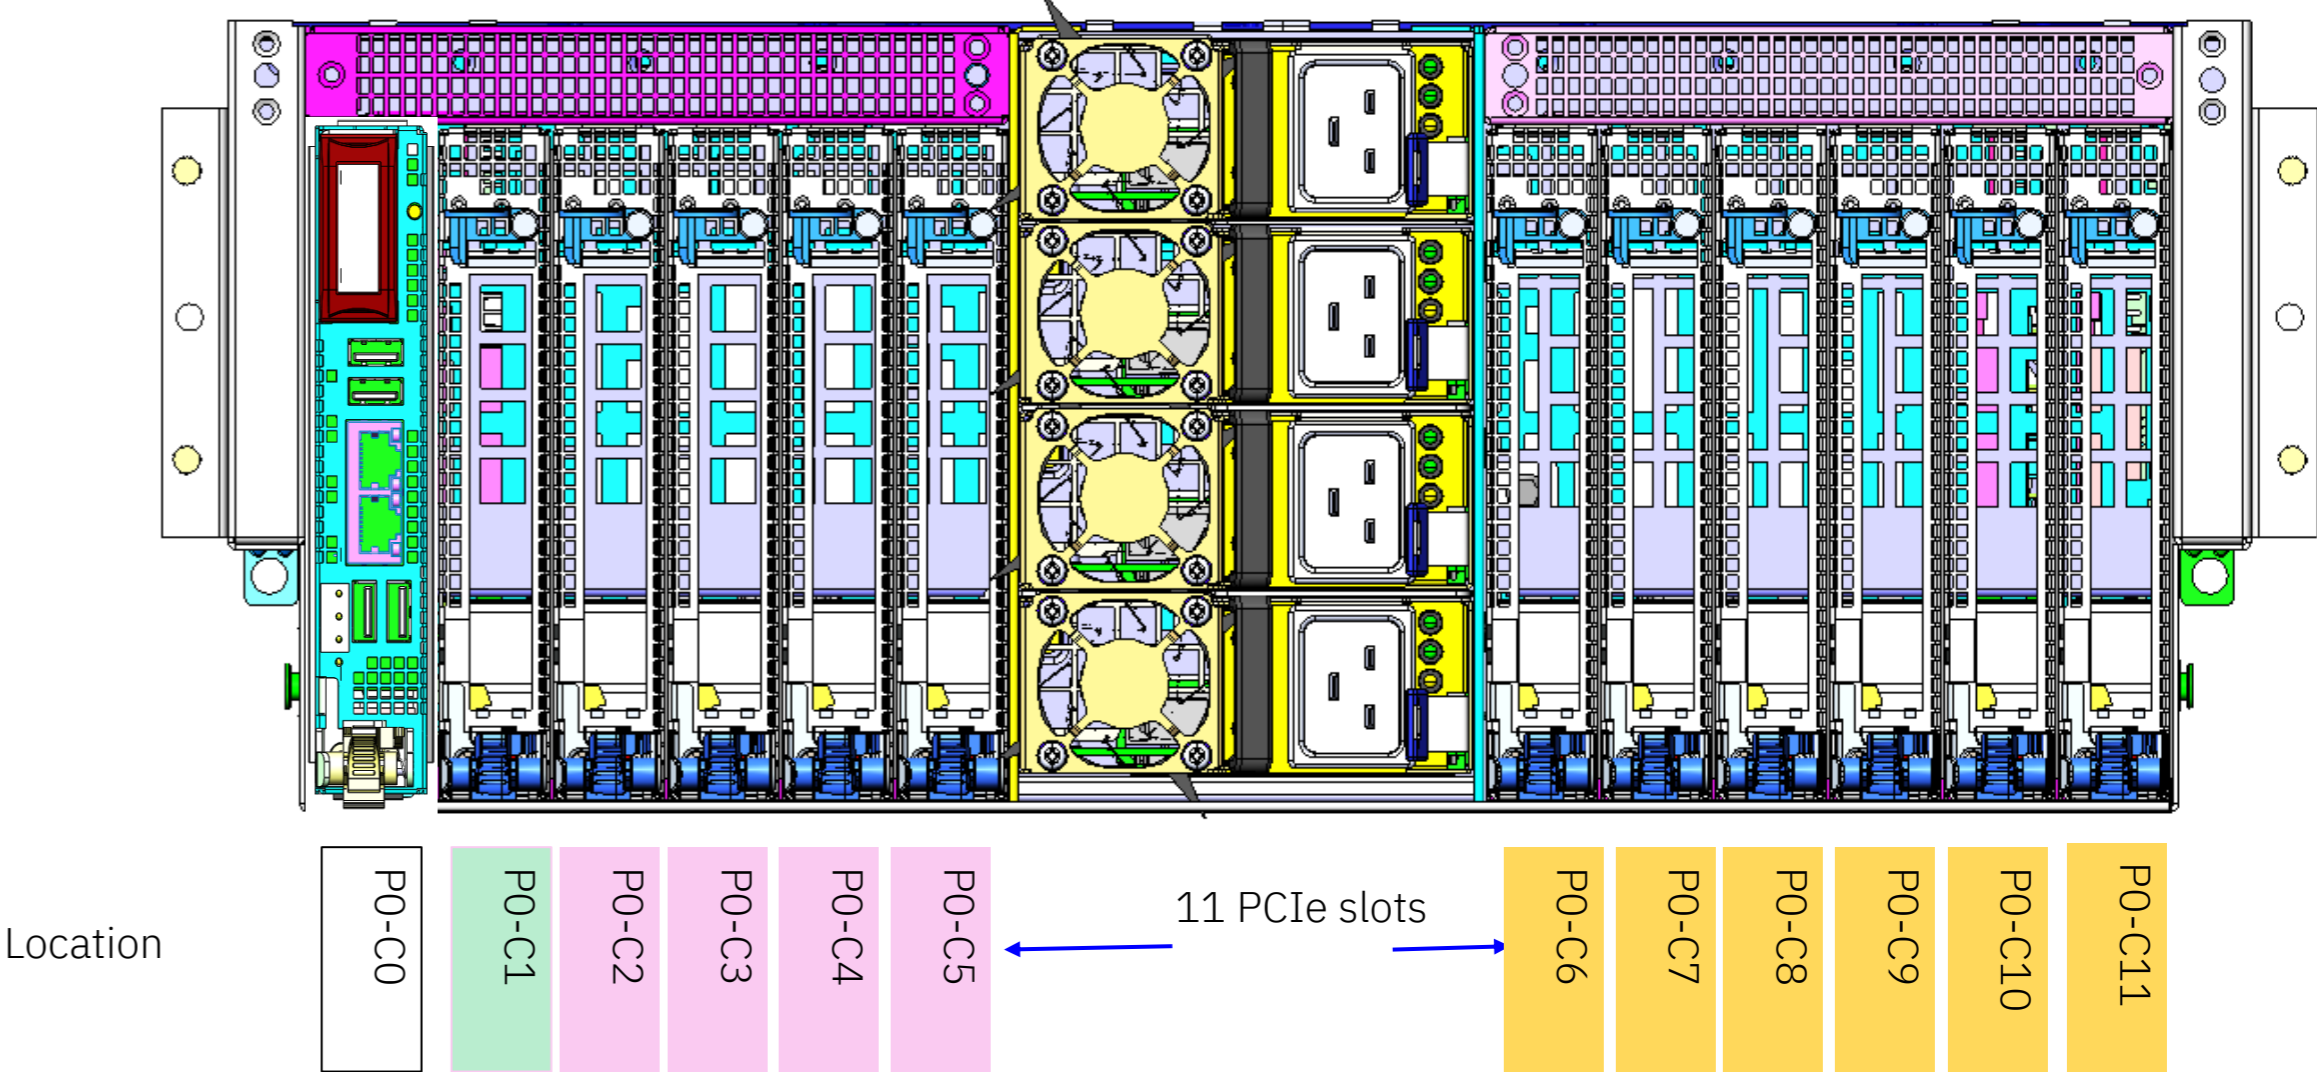 11 PCIe slots
Location
P0-C0
P0-C1
P0-C2
P0-C3
P0-C4
P0-C5
P0-C6
P0-C7
P0-C8
P0-C9
P0-C10
P0-C11